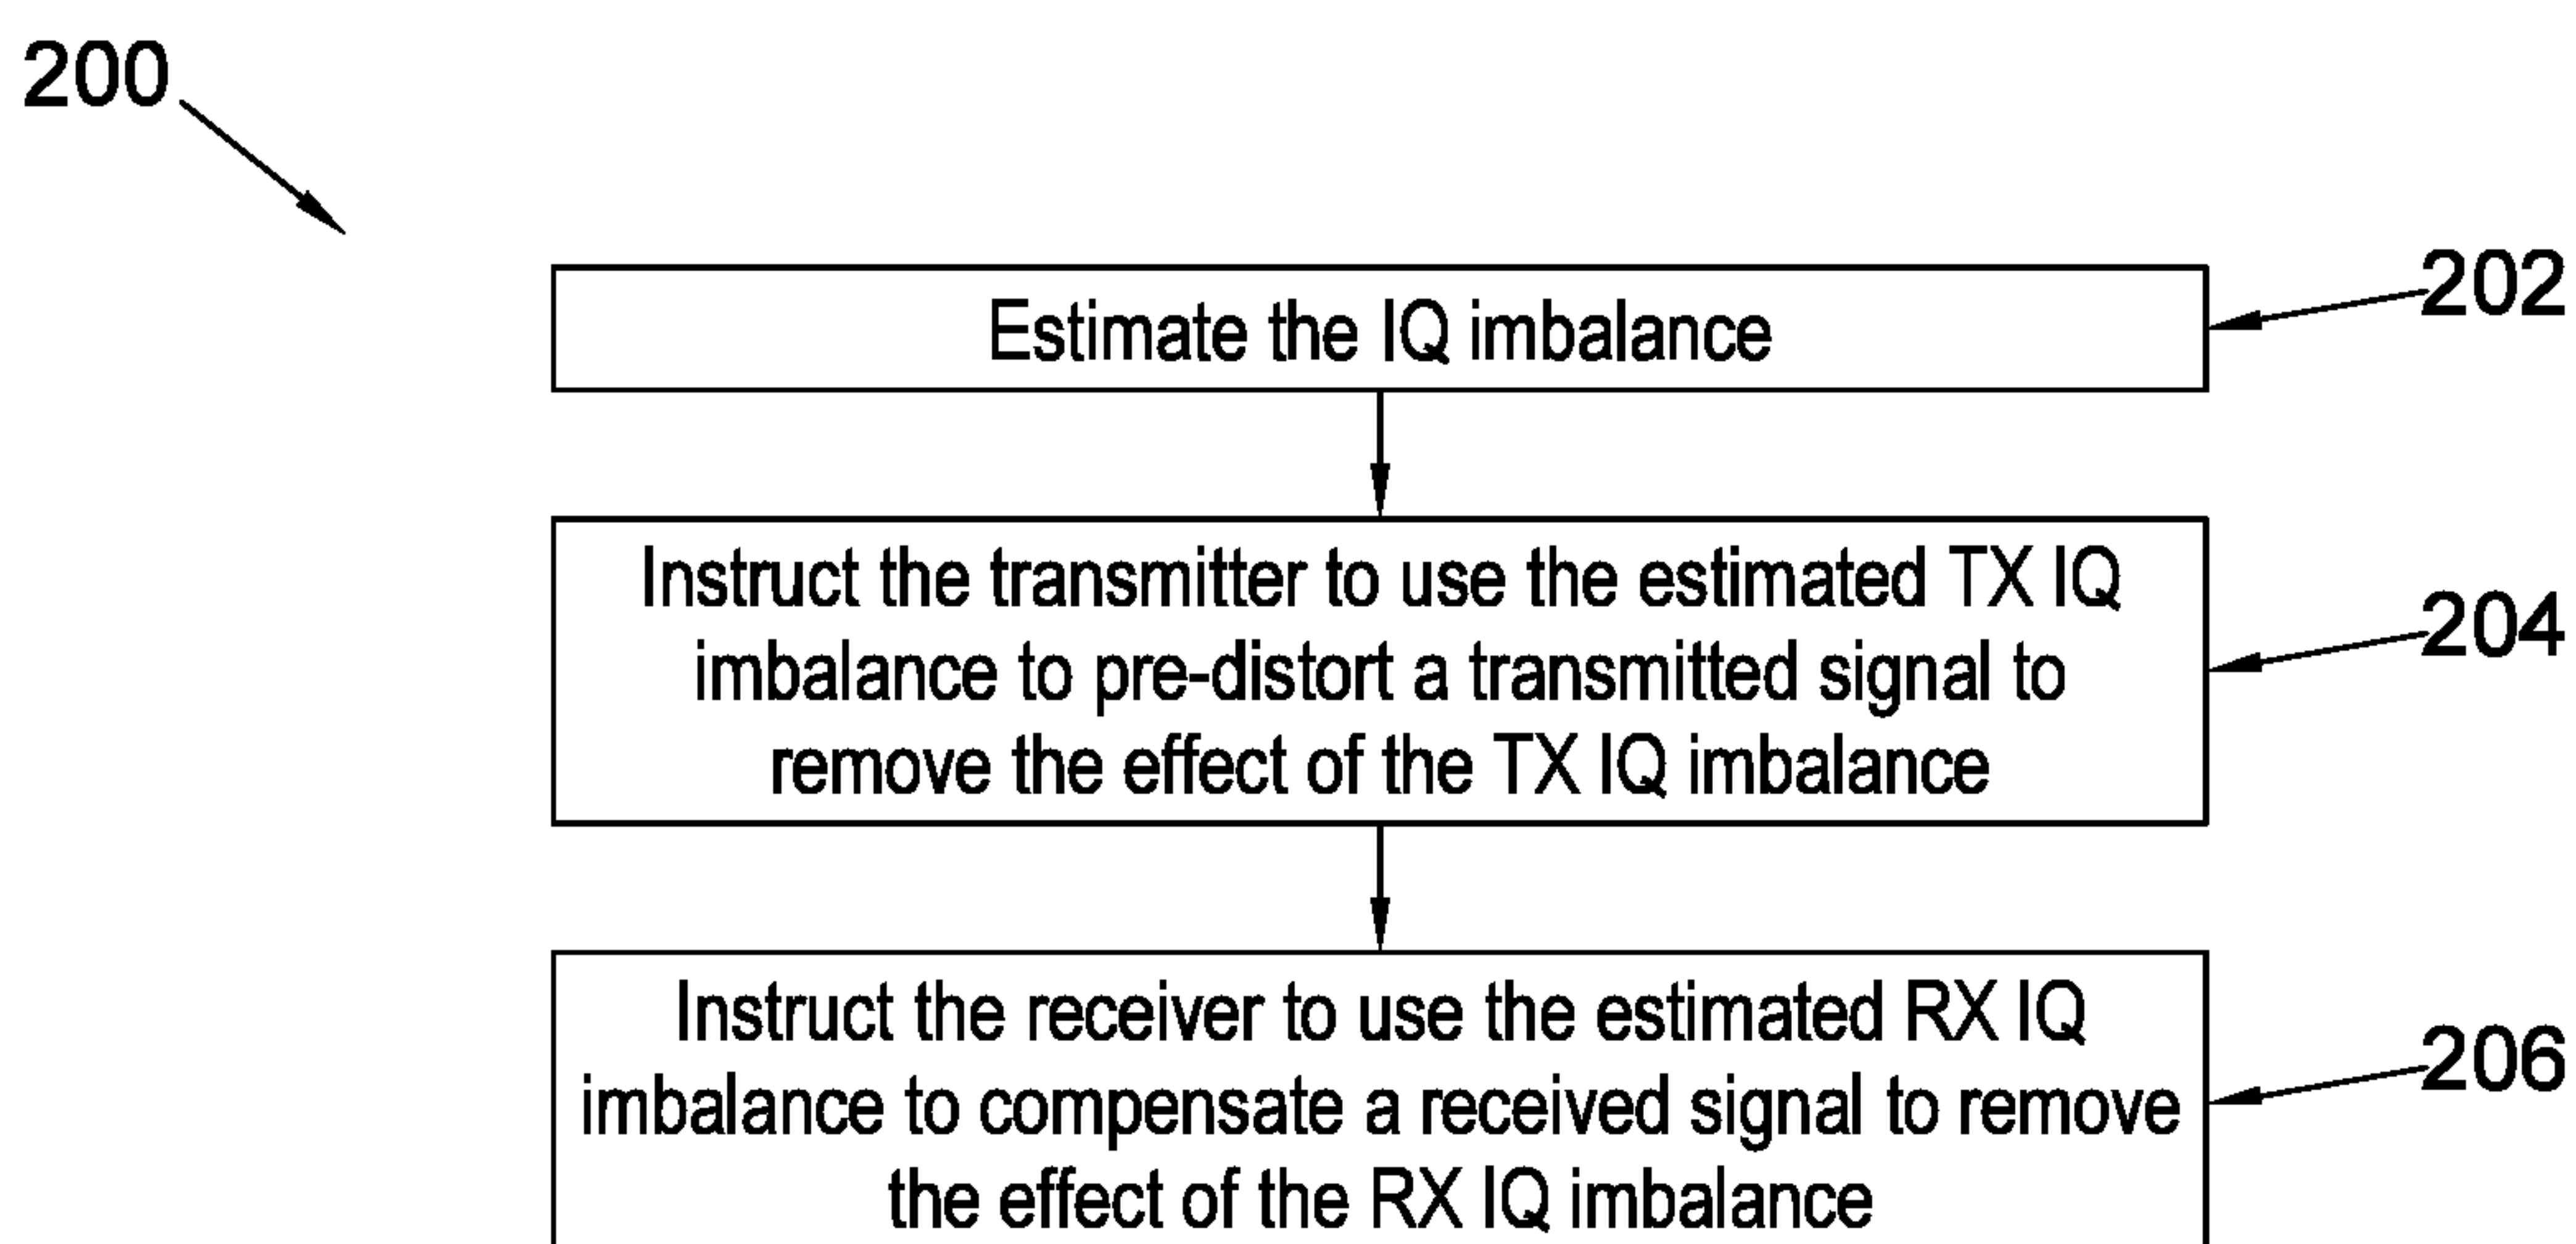 200
Estimate the IQ imbalance
202
Instruct the transmitter to use the estimated TX IQ
imbalance to pre-distort a transmitted signal to
remove the effect of the TX IQ imbalance
204
Instruct the receiver to use the estimated RX IQ
imbalance to compensate a received signal to remove
the effect of the RX IQ imbalance
206